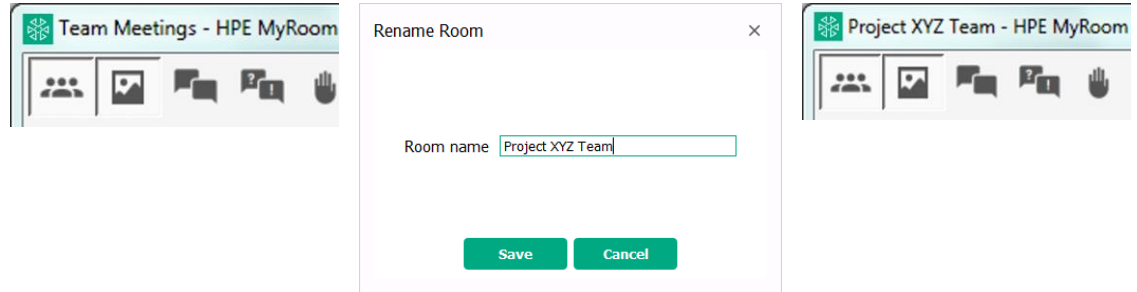 Team Meetings - HPE MyRoom
Rename Room
Room name Project XYZ Team
Save Cancel
Project XYZ Team - HPE MyRoom